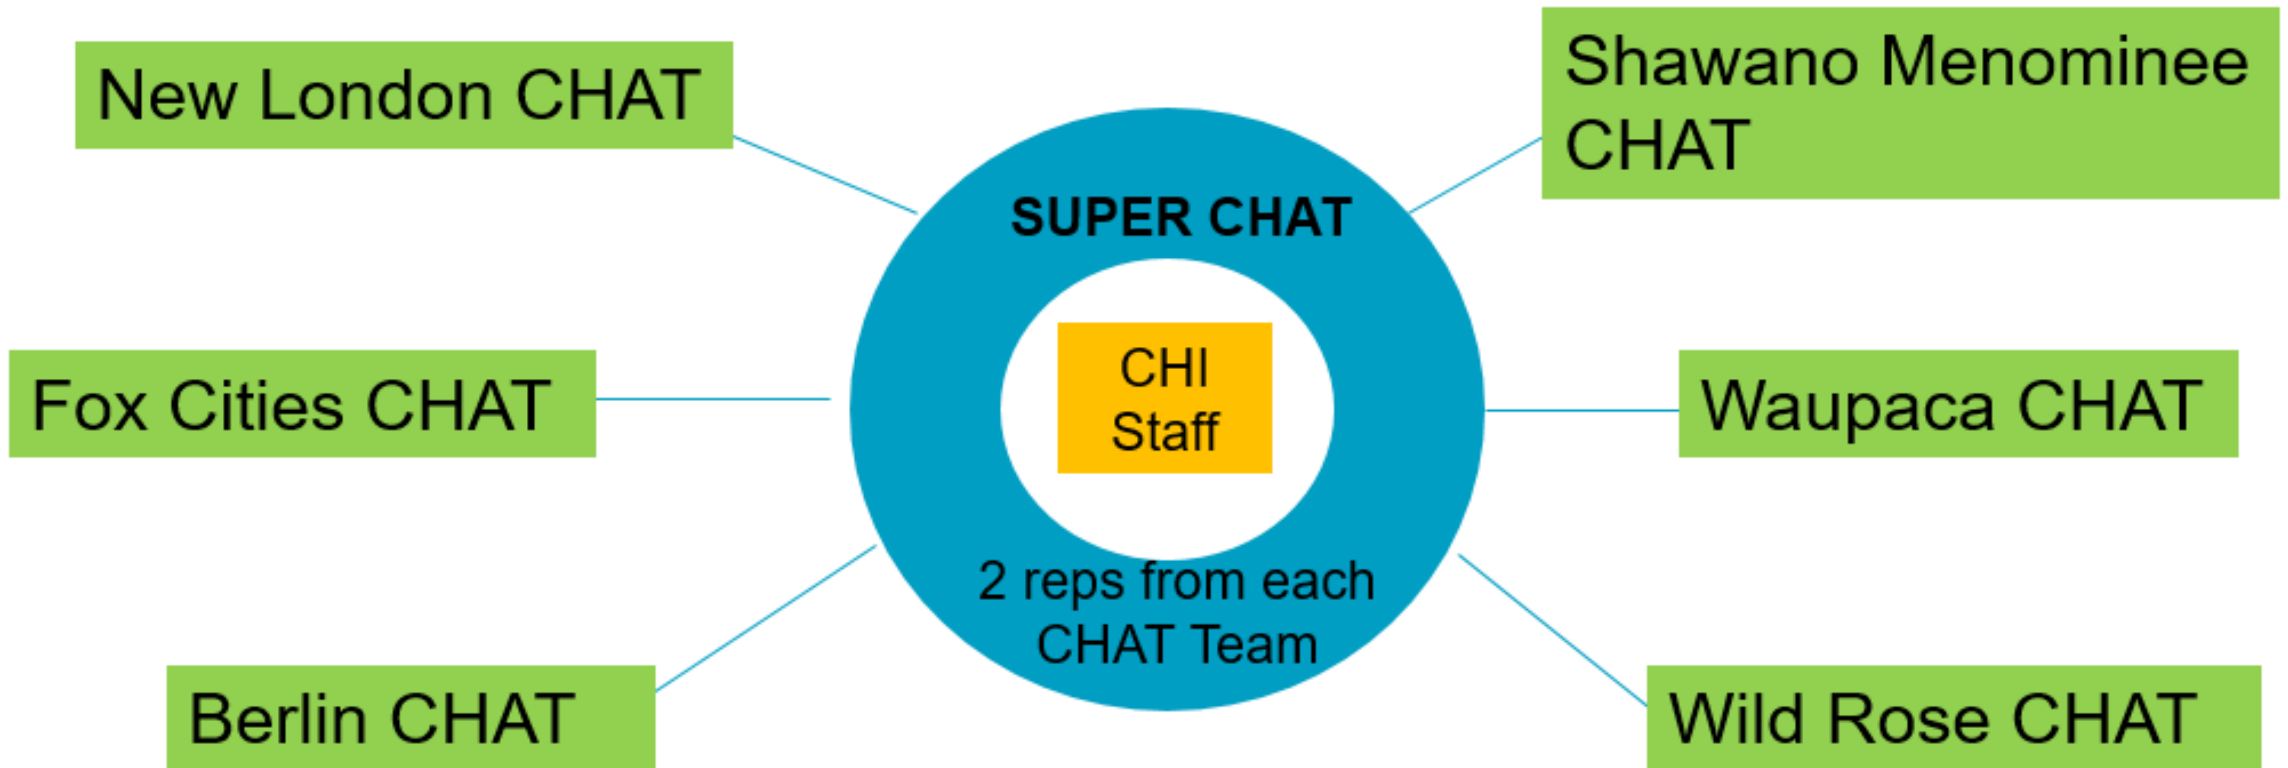 New London CHAT
Shawano Menominee
CHAT
SUPER CHAT
CHI
Staff
Fox Cities CHAT
Waupaca CHAT
2 reps from each
CHAT Team
Berlin CHAT
Wild Rose CHAT